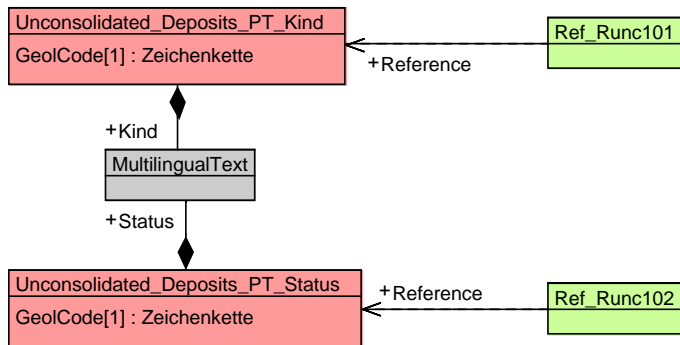 Unconsolidated_Deposits_PT_Kind
GeolCode[1] : Zeichenkette
Ref_Runc101
+Reference
+Kind
MultilingualText
+Status
Unconsolidated_Deposits_PT_Status
GeolCode[1] : Zeichenkette
+Reference
Ref_Runc102